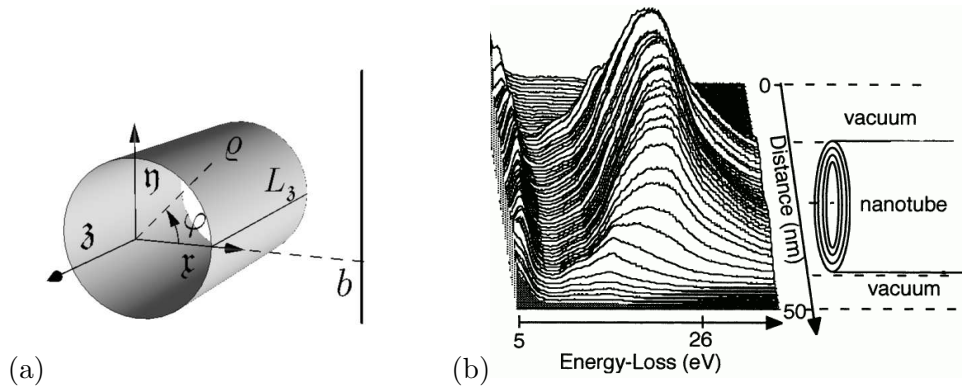 (a)
𝔶
ϱ
L𝔷
𝔷
φ
𝔵
b
(b)
0
vacuum
Distance (nm)
nanotube
vacuum
50
5
26
Energy-Loss (eV)